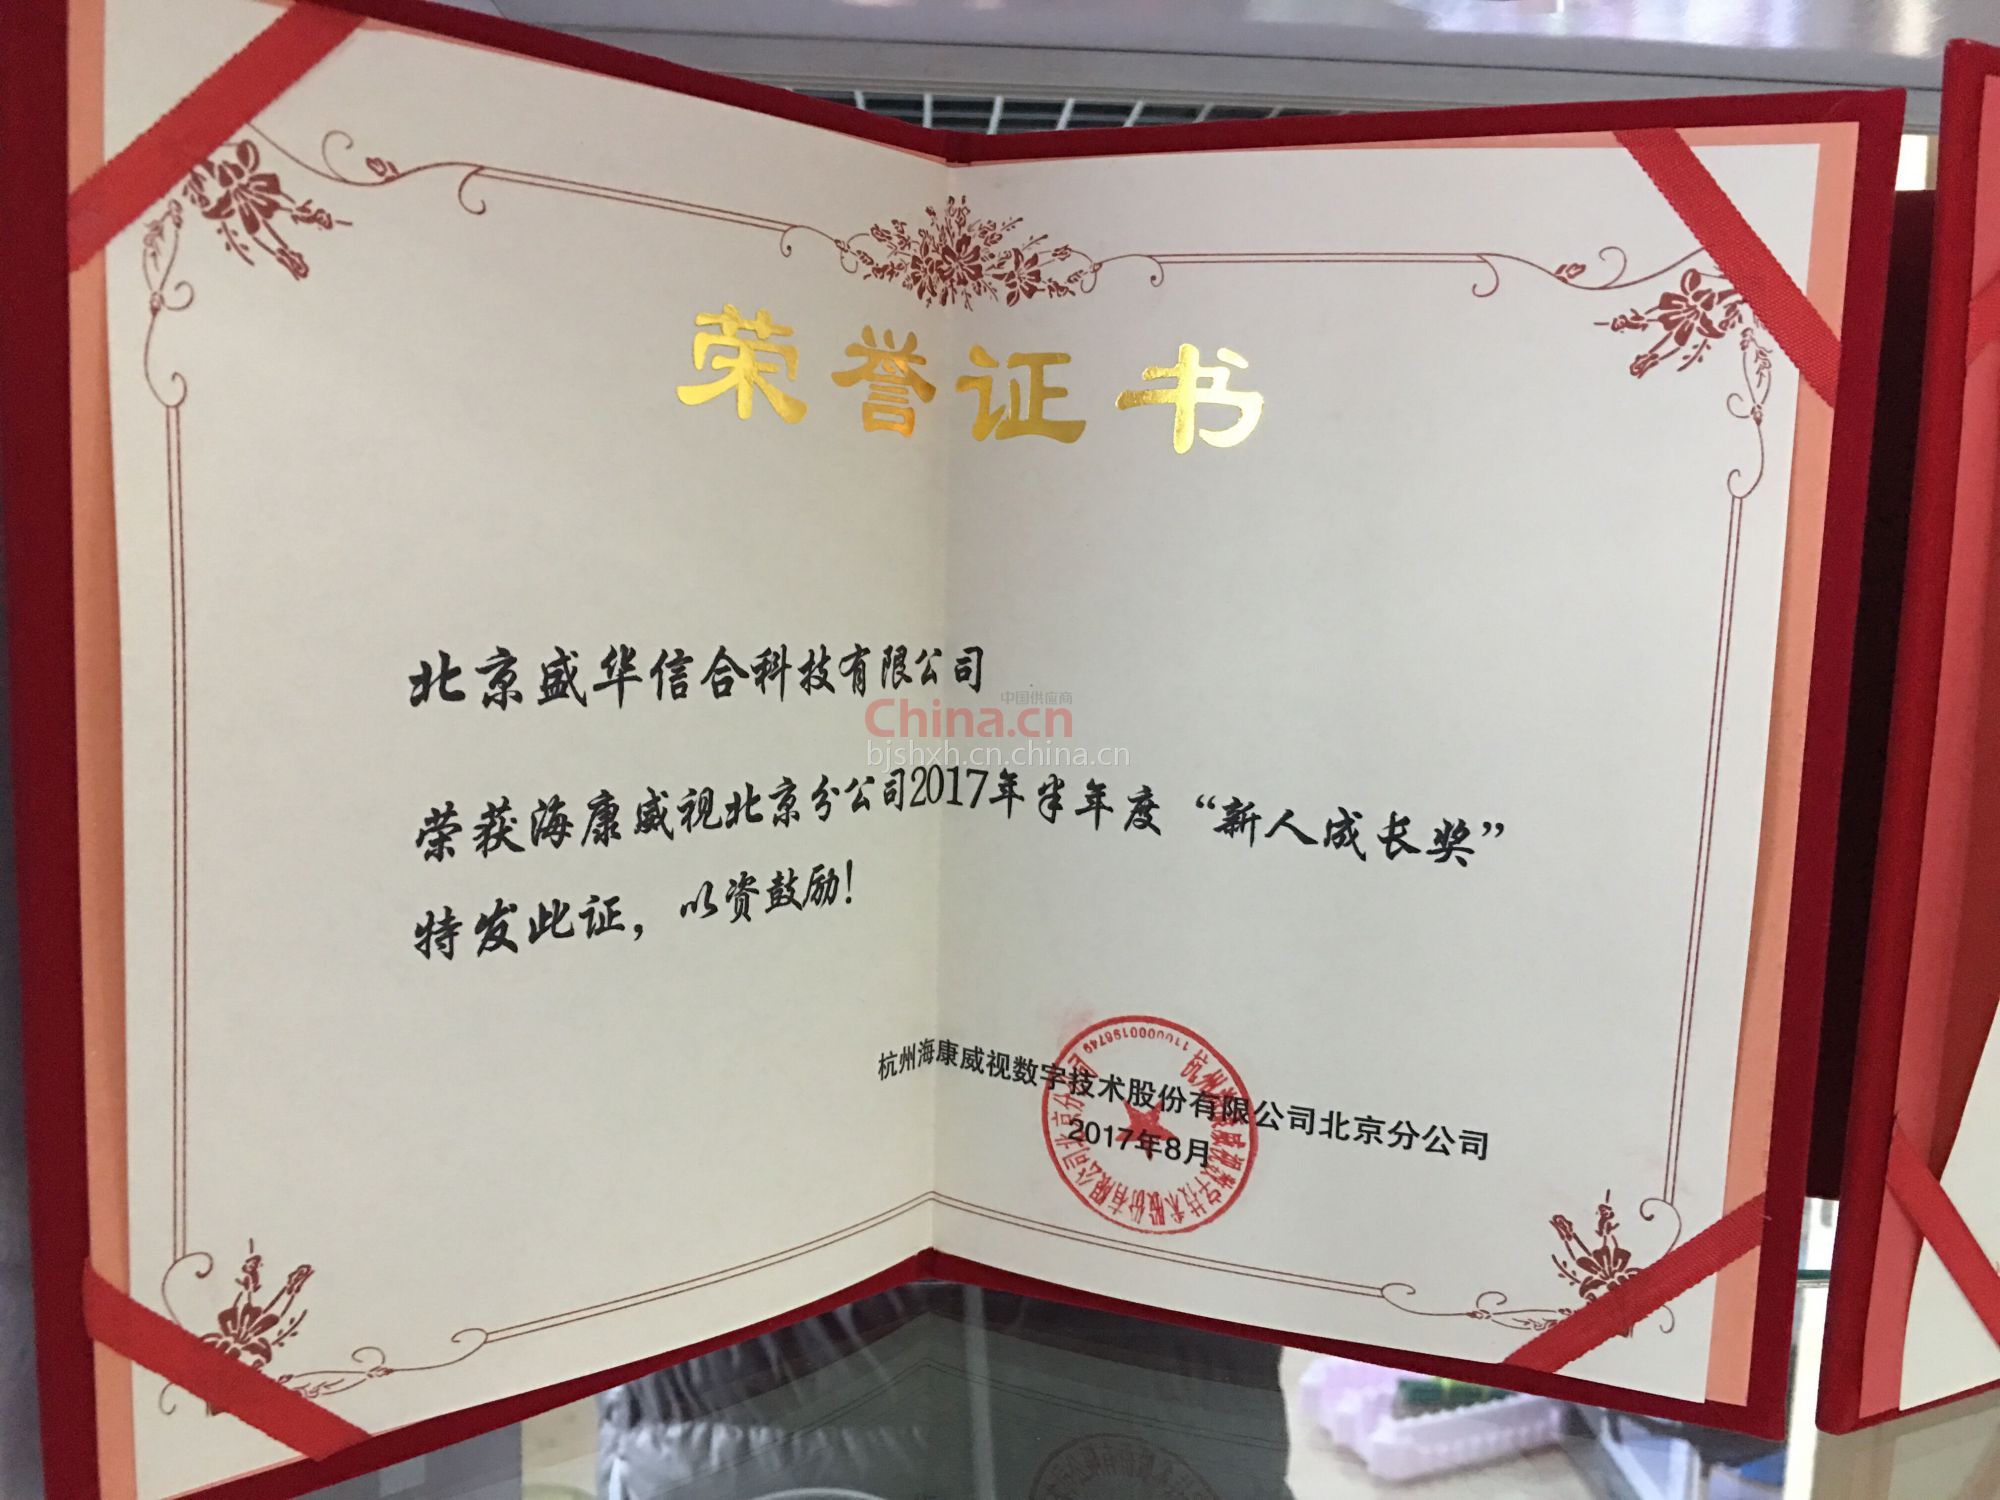 荣誉证书
北京盛华信合科技有限公司
中国供应商
China.cn
bjshxh.cn.china.cn
荣获海康威视北京分公司2017年半年度“新人成长奖”
特发此证，以资鼓励！
杭州海康威视数字技术股份有限公司北京分公司
2017年8月